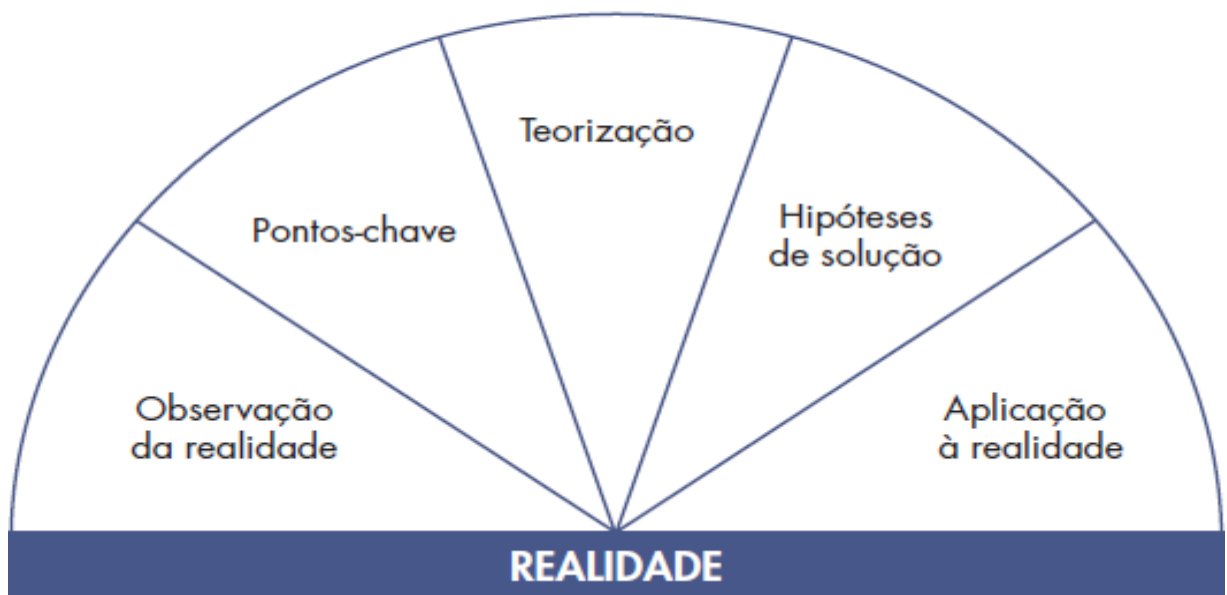 Teorização
Pontos-chave
Hipóteses
de solução
Observação
da realidade
Aplicação
à realidade
REALIDADE